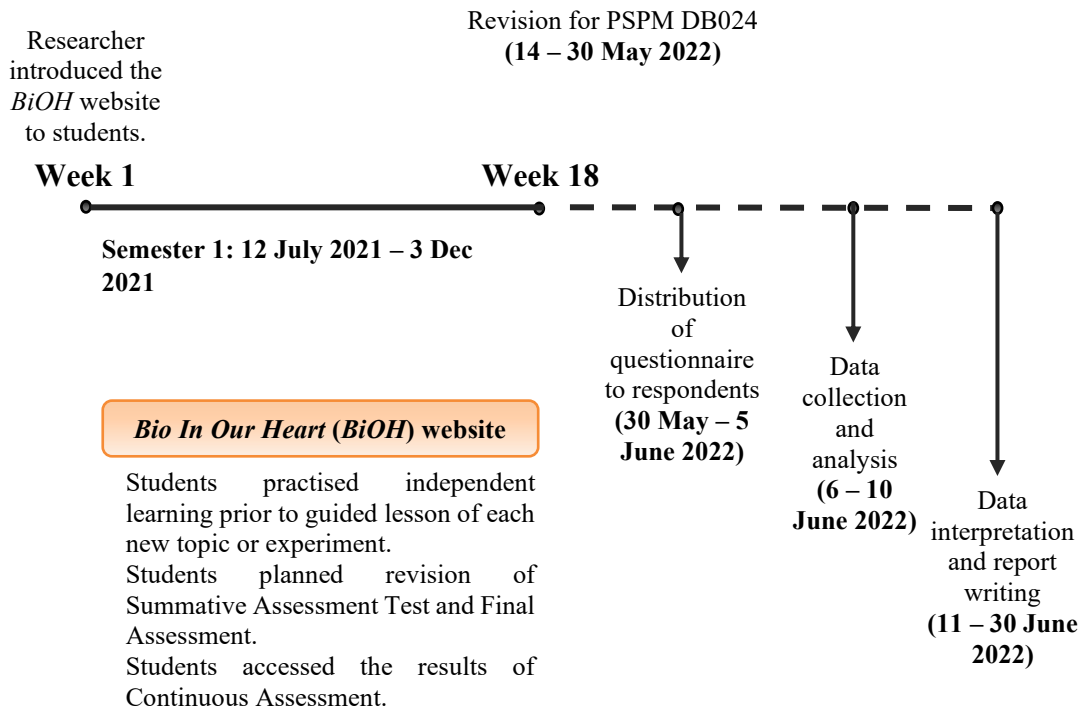 Researcher
introduced the
BiOH website
to students.
Revision for PSPM DB024
(14 – 30 May 2022)
Week 1
Week 18
Semester 1: 12 July 2021 – 3 Dec
2021
Distribution
of
questionnaire
to respondents
(30 May – 5
June 2022)
Data
collection
and
analysis
(6 – 10
June 2022)
Data
interpretation
and report
writing
(11 – 30 June
2022)
Bio In Our Heart (BiOH) website
Students practised independent
learning prior to guided lesson of each
new topic or experiment.
Students planned revision of
Summative Assessment Test and Final
Assessment.
Students accessed the results of
Continuous Assessment.